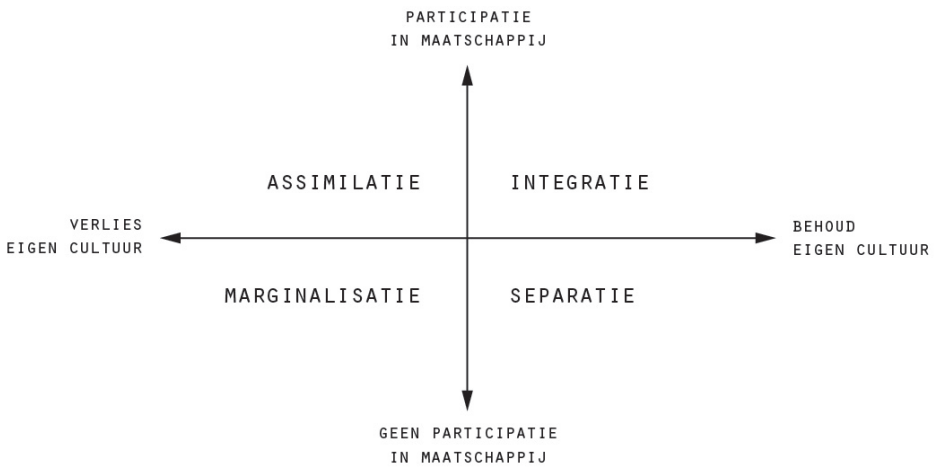 PARTICIPATIE
IN MAATSCHAPPIJ
ASSIMILATIE
INTEGRATIE
VERLIES
EIGEN CULTUUR
BEHOUD
EIGEN CULTUUR
MARGINALISATIE
SEPARATIE
GEEN PARTICIPATIE
IN MAATSCHAPPIJ